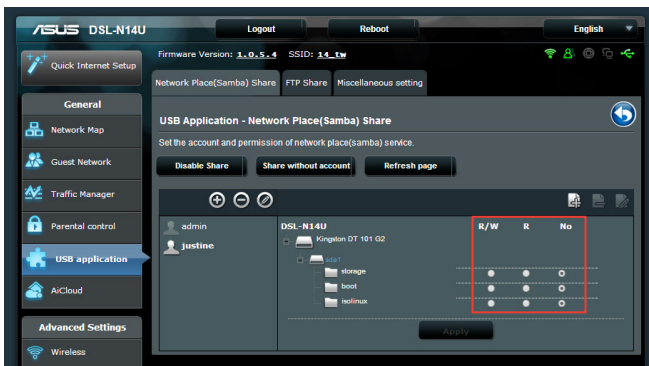 ASUS DSL-N14U Logout Reboot English
Quick Internet Setup
Firmware Version: 1.0.5.4 SSID: 14_tw
Network Place(Samba) Share FTP Share Miscellaneous setting
General
Network Map
Guest Network
Traffic Manager
Parental control
USB application
AiCloud
Advanced Settings
Wireless
USB Application - Network Place(Samba) Share
Set the account and permission of network place(samba) service.
Disable Share Share without account Refresh page
admin
justine
DSL-N14U R/W R No
Kingston DT 101 G2
sda1
storage
boot
isolinux
Apply